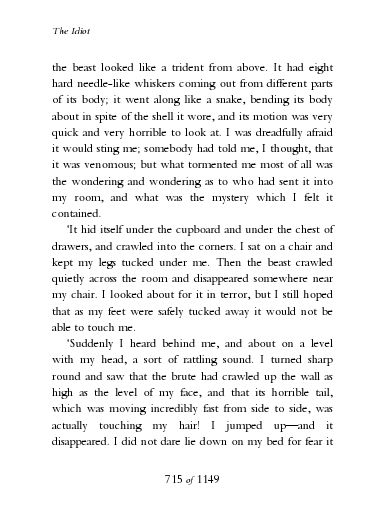 The Idiot
the beast looked like a trident from above. It had eight
hard needle-like whiskers coming out from different parts
of its body; it went along like a snake, bending its body
about in spite of the shell it wore, and its motion was very
quick and very horrible to look at. I was dreadfully afraid
it would sting me; somebody had told me, I thought, that
it was venomous; but what tormented me most of all was
the wondering and wondering as to who had sent it into
my room, and what was the mystery which I felt it
contained.
‘It hid itself under the cupboard and under the chest of
drawers, and crawled into the corners. I sat on a chair and
kept my legs tucked under me. Then the beast crawled
quietly across the room and disappeared somewhere near
my chair. I looked about for it in terror, but I still hoped
that as my feet were safely tucked away it would not be
able to touch me.
‘Suddenly I heard behind me, and about on a level
with my head, a sort of rattling sound. I turned sharp
round and saw that the brute had crawled up the wall as
high as the level of my face, and that its horrible tail,
which was moving incredibly fast from side to side, was
actually touching my hair! I jumped up—and it
disappeared. I did not dare lie down on my bed for fear it
715 of 1149